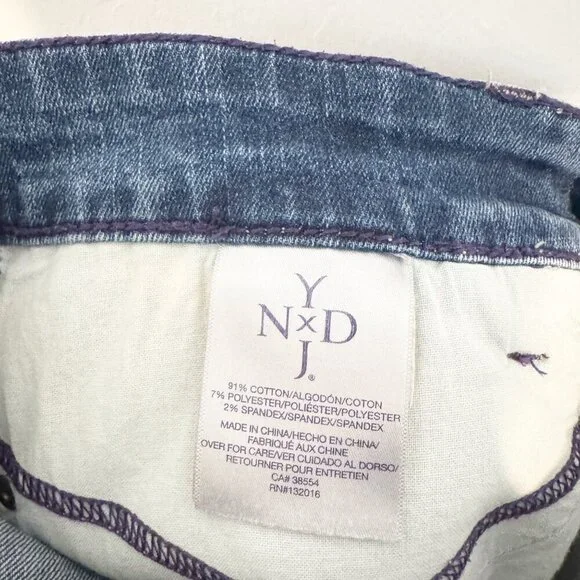 Y
N x D
J®
91% COTTON/ALGODÓN/COTON
7% POLYESTER/POLIÉSTER/POLYESTER
2% SPANDEX/SPANDEX/SPANDEX
MADE IN CHINA/HECHO EN CHINA/
FABRIQUÉ AUX CHINE
OVER FOR CARE/VER CUIDADO AL DORSO/
RETOURNER POUR ENTRETIEN
CA# 38554
RN#132016